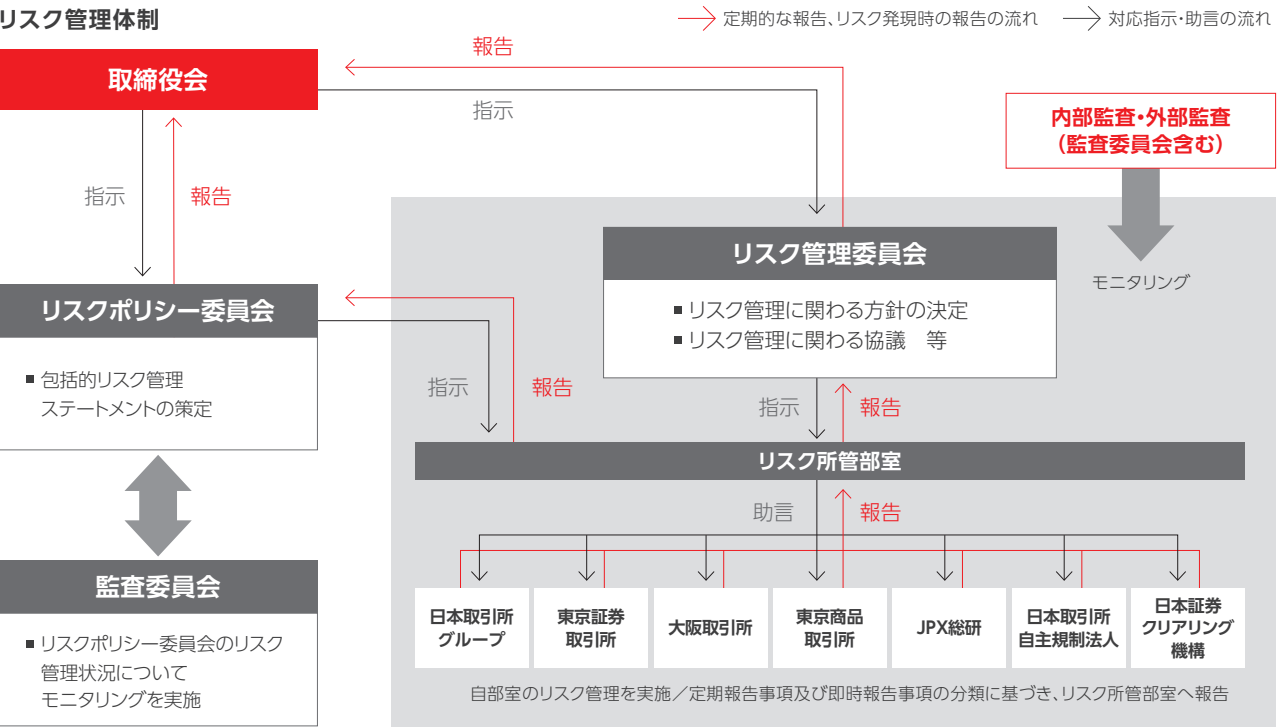 リスク管理体制
定期的な報告、リスク発現時の報告の流れ
対応指示・助言の流れ
取締役会
報告
指示
内部監査・外部監査
（監査委員会含む）
指示
報告
モニタリング
リスク管理委員会
■ リスク管理に関わる方針の決定
■ リスク管理に関わる協議　等
リスクポリシー委員会
■ 包括的リスク管理
ステートメントの策定
指示
報告
指示
報告
リスク所管部室
助言
報告
監査委員会
■ リスクポリシー委員会のリスク
管理状況について
モニタリングを実施
日本取引所
グループ
東京証券
取引所
大阪取引所
東京商品
取引所
JPX総研
日本取引所
自主規制法人
日本証券
クリアリング
機構
自部室のリスク管理を実施／定期報告事項及び即時報告事項の分類に基づき、リスク所管部室へ報告